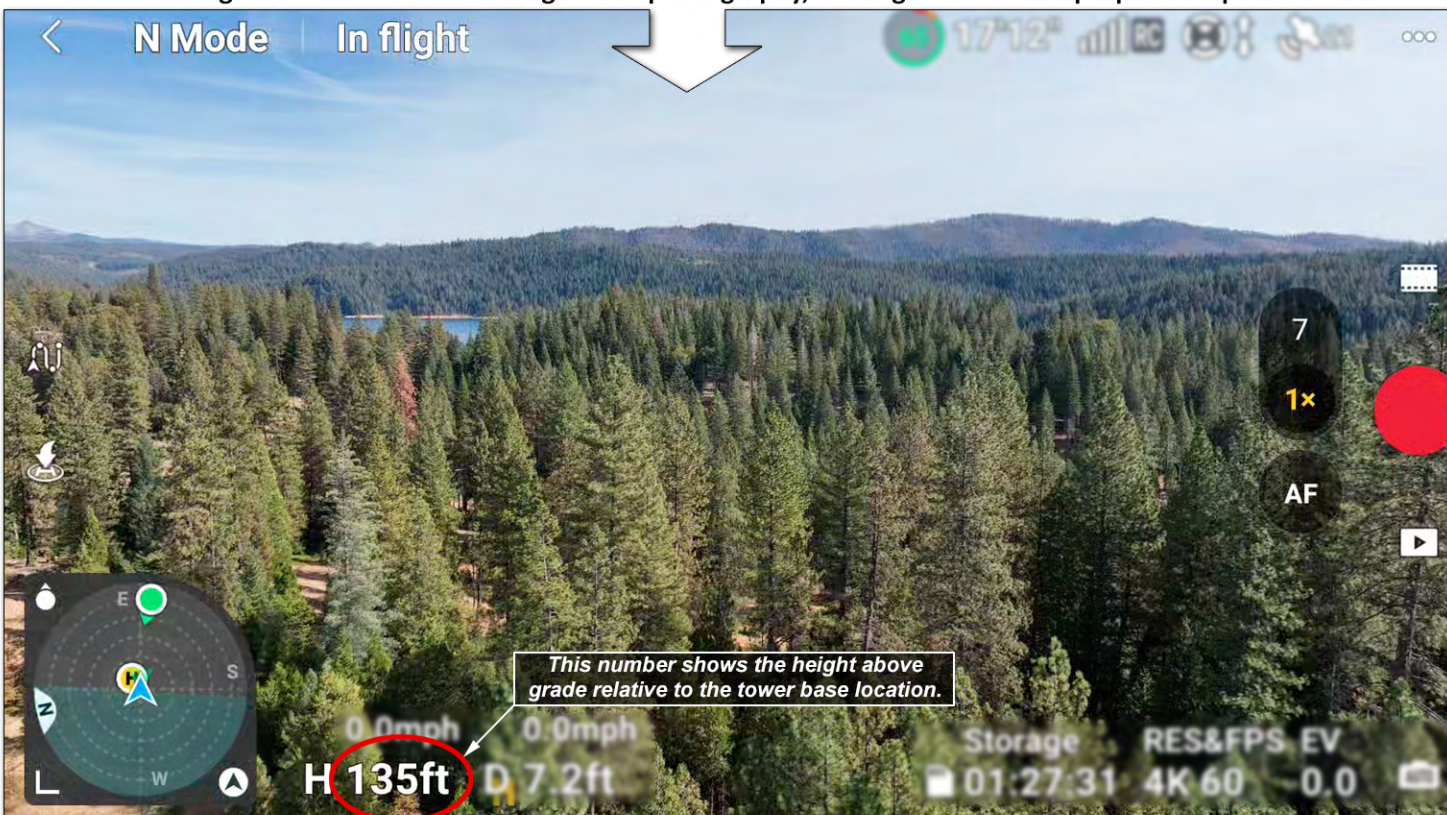 N Mode
In flight
65
17'12"
RC
7
1×
AF
E
S
N
W
H
This number shows the height above
grade relative to the tower base location.
0.0mph
0.0mph
H 135ft
D 7.2ft
Storage
RES&FPS
EV
01:27:31
4K 60
0.0